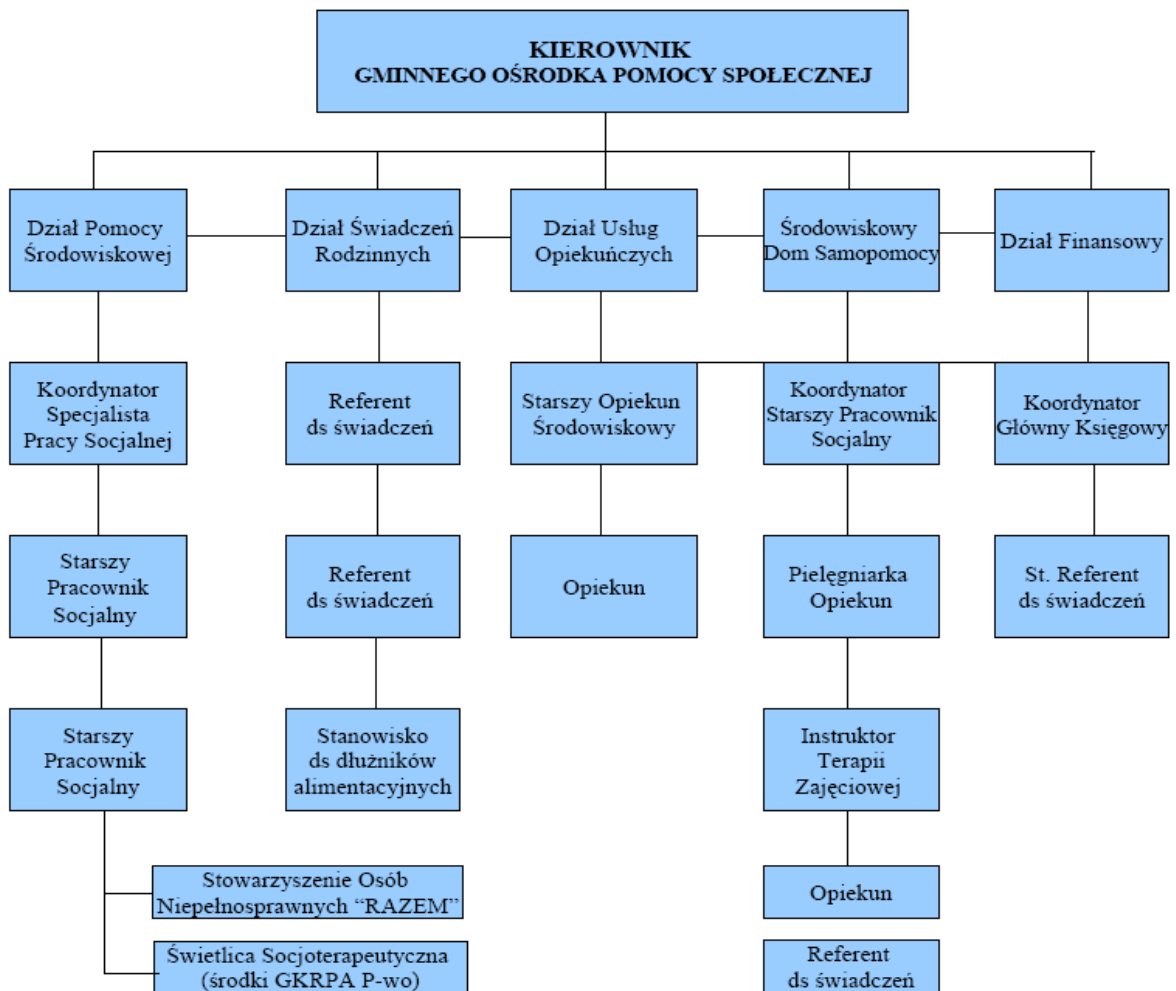 KIEROWNIK
GMINNEGO OŚRODKA POMOCY SPOŁECZNEJ
Dział Pomocy
Środowiskowej
Dział Świadczeń
Rodzinnych
Dział Usług
Opiekuńczych
Środowiskowy
Dom Samopomocy
Dział Finansowy
Koordynator
Specjalista
Pracy Socjalnej
Referent
ds świadczeń
Starszy Opiekun
Środowiskowy
Koordynator
Starszy Pracownik
Socjalny
Koordynator
Główny Księgowy
Starszy
Pracownik
Socjalny
Referent
ds świadczeń
Opiekun
Pielęgniarka
Opiekun
St. Referent
ds świadczeń
Starszy
Pracownik
Socjalny
Stanowisko
ds dłużników
alimentacyjnych
Instruktor
Terapii
Zajęciowej
Stowarzyszenie Osób
Niepełnosprawnych “RAZEM”
Opiekun
Świetlica Socjoterapeutyczna
(środki GKRPA P-wo)
Referent
ds świadczeń